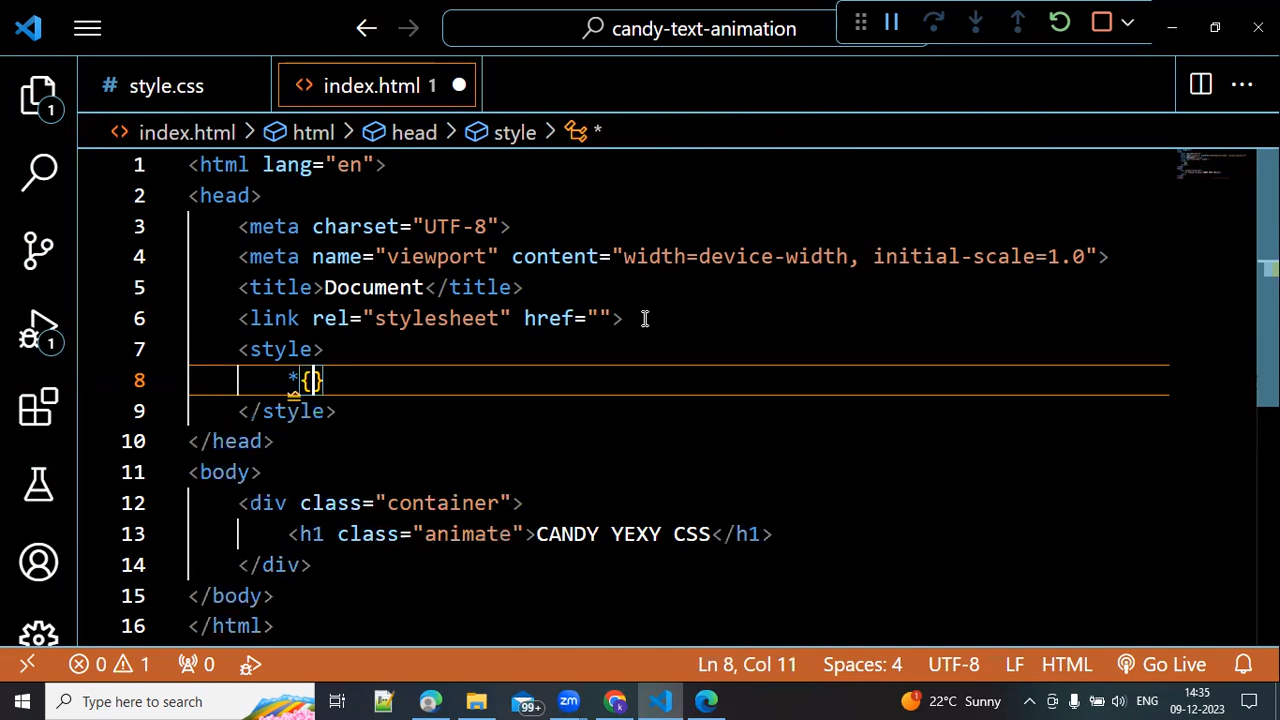 candy-text-animation
# style.css
<> index.html 1
<> index.html > html > head > style > *
1 <html lang="en">
2 <head>
3 <meta charset="UTF-8">
4 <meta name="viewport" content="width=device-width, initial-scale=1.0">
5 <title>Document</title>
6 <link rel="stylesheet" href="">
7 <style>
8 *{}
9 </style>
10 </head>
11 <body>
12 <div class="container">
13 <h1 class="animate">CANDY YEXY CSS</h1>
14 </div>
15 </body>
16 </html>
1
1
0 1 0 Ln 8, Col 11 Spaces: 4 UTF-8 LF HTML Go Live
Type here to search 99+ 22°C Sunny ENG 14:35
09-12-2023